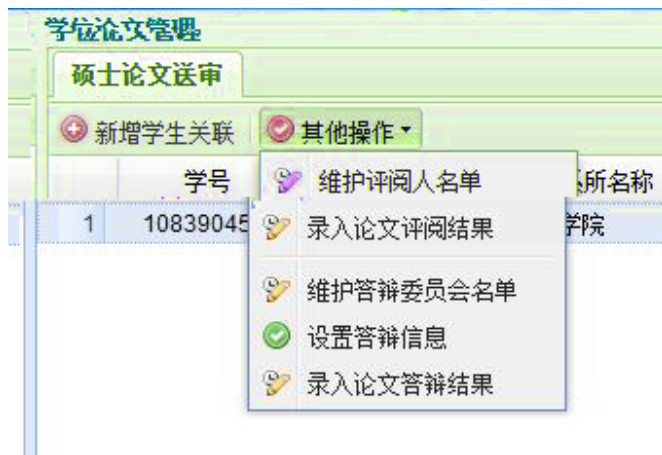 学位论文管理
硕士论文送审
新增学生关联 其他操作
学号 所名称
维护评阅人名单
1 10839045 学院
录入论文评阅结果
维护答辩委员会名单
设置答辩信息
录入论文答辩结果